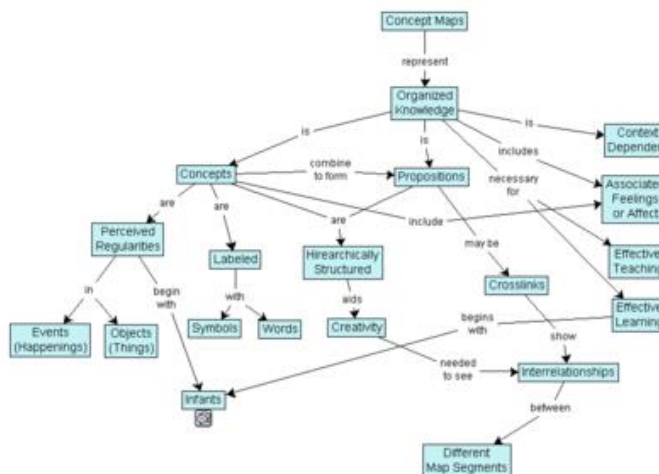 Concept Maps
represent
Organized
Knowledge
is
is
is
includes
necessary
for
Context
Depende
Concepts
combine
to form
Propositions
Associated
Feelings
or Affect
are
are
are
include
may be
Perceived
Regularities
Labeled
Hirearchically
Structured
Crosslinks
Effective
Teaching
in
begin
with
with
aids
begins
with
show
Effective
Learning
Events
(Happenings)
Objects
(Things)
Symbols
Words
Creativity
needed
to see
Interrelationships
Infants
between
Different
Map Segments